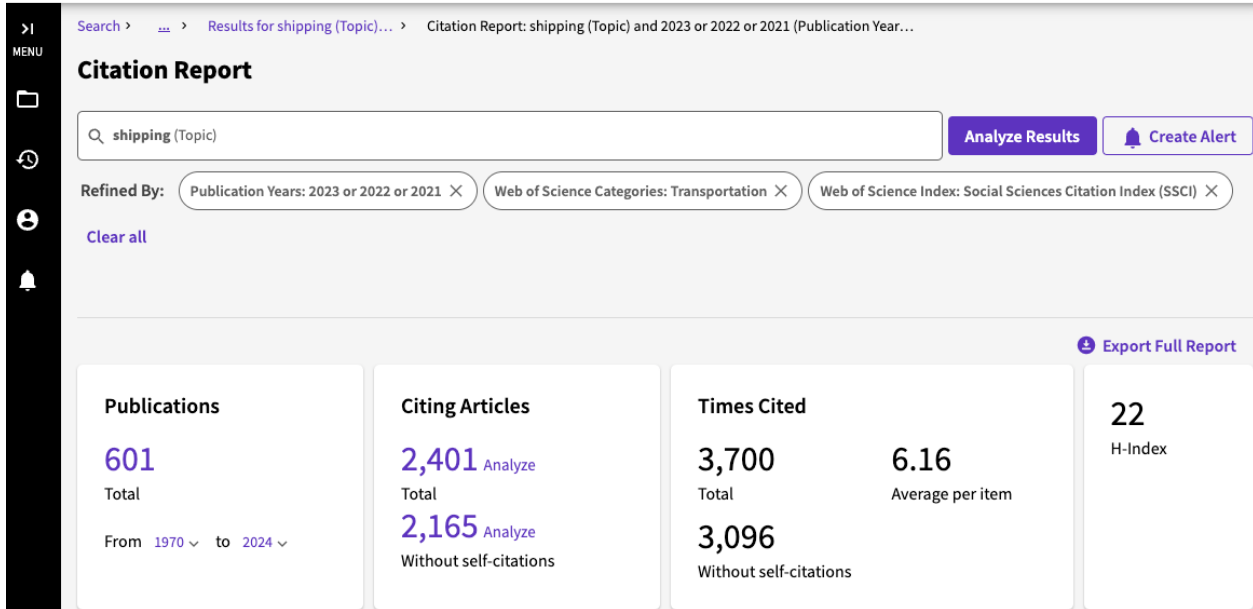 MENU
Search > ... > Results for shipping (Topic)... > Citation Report: shipping (Topic) and 2023 or 2022 or 2021 (Publication Year...
Citation Report
shipping (Topic)
Analyze Results
Create Alert
Refined By:
Publication Years: 2023 or 2022 or 2021
Web of Science Categories: Transportation
Web of Science Index: Social Sciences Citation Index (SSCI)
Clear all
Export Full Report
Publications
601
Total
From 1970 to 2024
Citing Articles
2,401 Analyze
Total
2,165 Analyze
Without self-citations
Times Cited
3,700
Total
6.16
Average per item
3,096
Without self-citations
22
H-Index